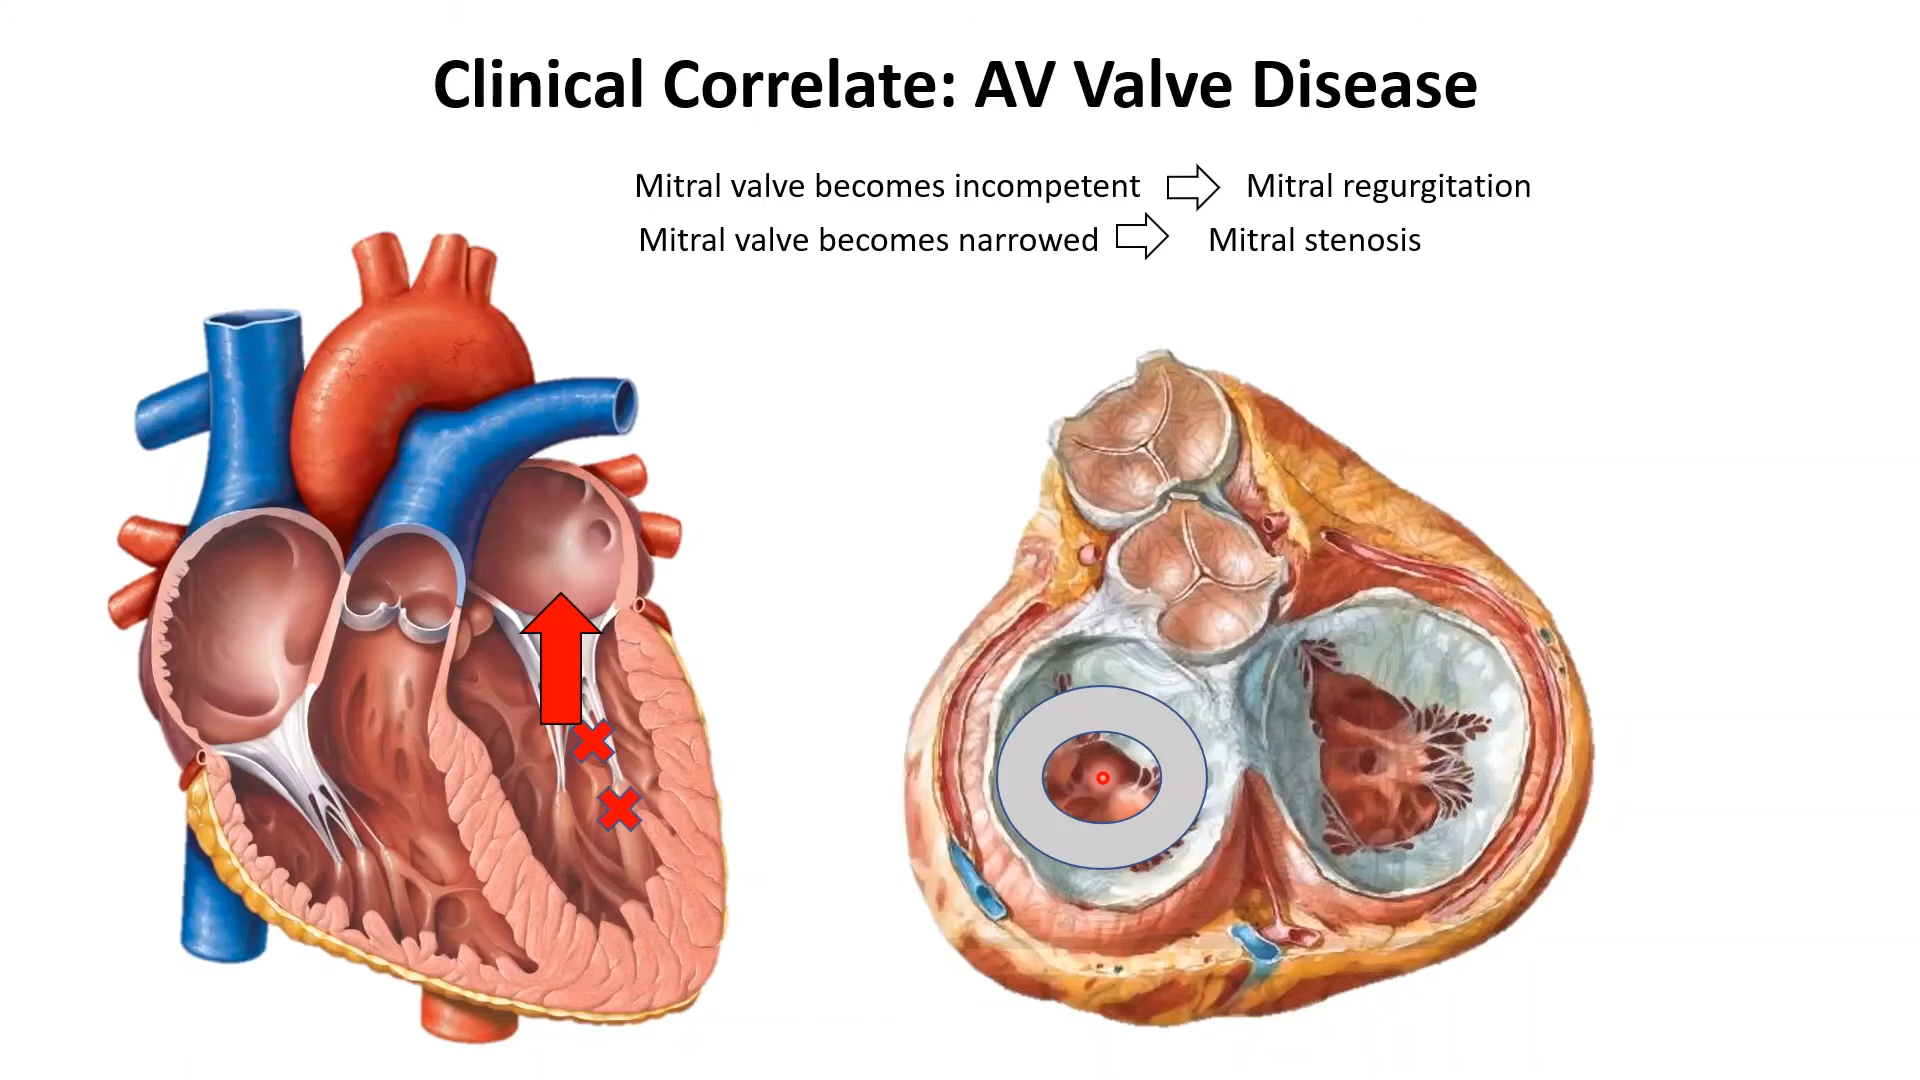 Clinical Correlate: AV Valve Disease
Mitral valve becomes incompetent Mitral regurgitation
Mitral valve becomes narrowed Mitral stenosis